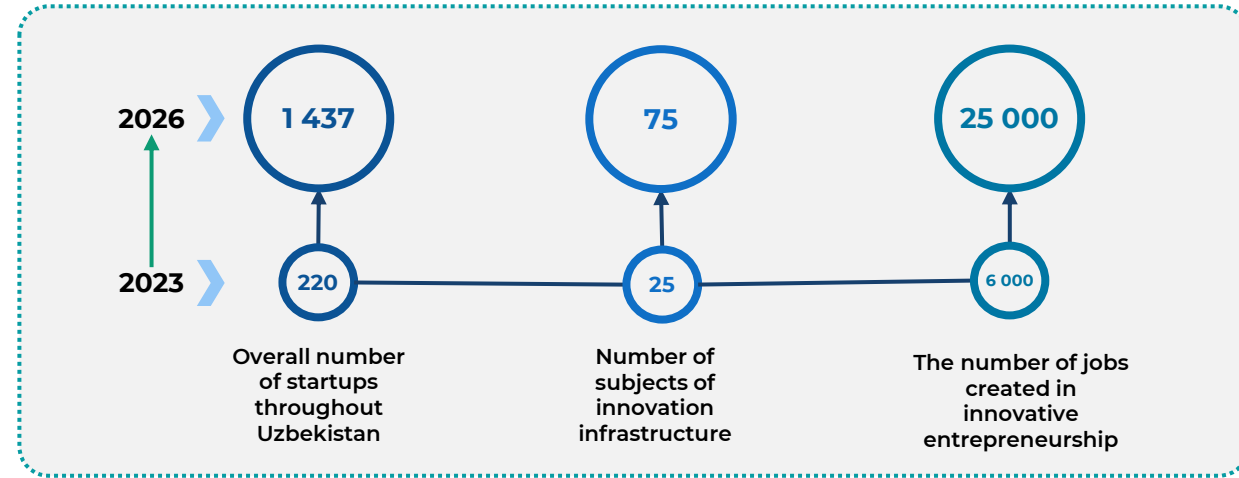 2026
1 437
75
25 000
2023
220
25
6 000
Overall number
of startups
throughout
Uzbekistan
Number of
subjects of
innovation
infrastructure
The number of jobs
created in
innovative
entrepreneurship